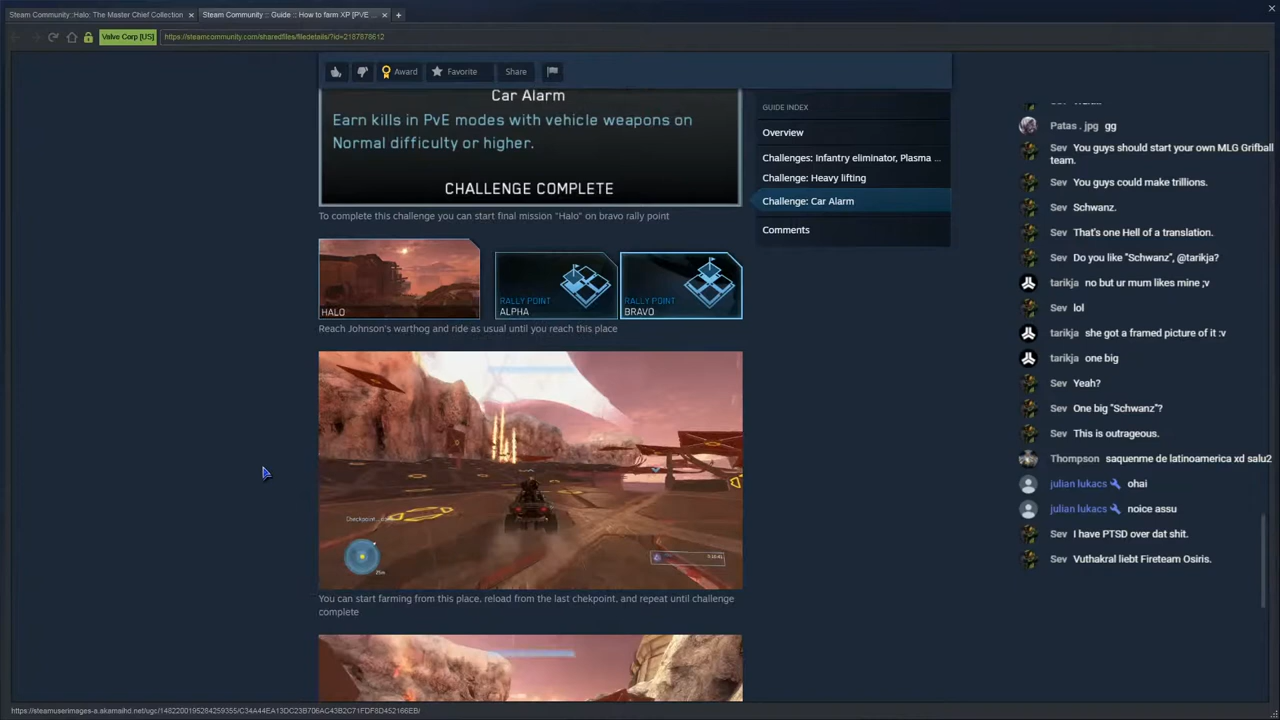 Steam Community::Halo: The Master Chief Collection
Steam Community :: Guide :: How to farm XP [PVE ...
Valve Corp [US]
https://steamcommunity.com/sharedfiles/filedetails/?id=2187878612
Award
Favorite
Share
Car Alarm
Earn kills in PvE modes with vehicle weapons on
Normal difficulty or higher.
CHALLENGE COMPLETE
To complete this challenge you can start final mission "Halo" on bravo rally point
HALO
RALLY POINT
ALPHA
RALLY POINT
BRAVO
Reach Johnson's warthog and ride as usual until you reach this place
25m
You can start farming from this place, reload from the last chekpoint, and repeat until challenge
complete
GUIDE INDEX
Overview
Challenges: Infantry eliminator, Plasma ...
Challenge: Heavy lifting
Challenge: Car Alarm
Comments
Patas . jpg gg
Sev You guys should start your own MLG Grifball
team.
Sev You guys could make trillions.
Sev Schwanz.
Sev That's one Hell of a translation.
Sev Do you like "Schwanz", @tarikja?
tarikja no but ur mum likes mine ;v
Sev lol
tarikja she got a framed picture of it :v
tarikja one big
Sev Yeah?
Sev One big "Schwanz"?
Sev This is outrageous.
Thompson saquenme de latinoamerica xd salu2
julian lukacs ohai
julian lukacs noice assu
Sev I have PTSD over dat shit.
Sev Vuthakral liebt Fireteam Osiris.